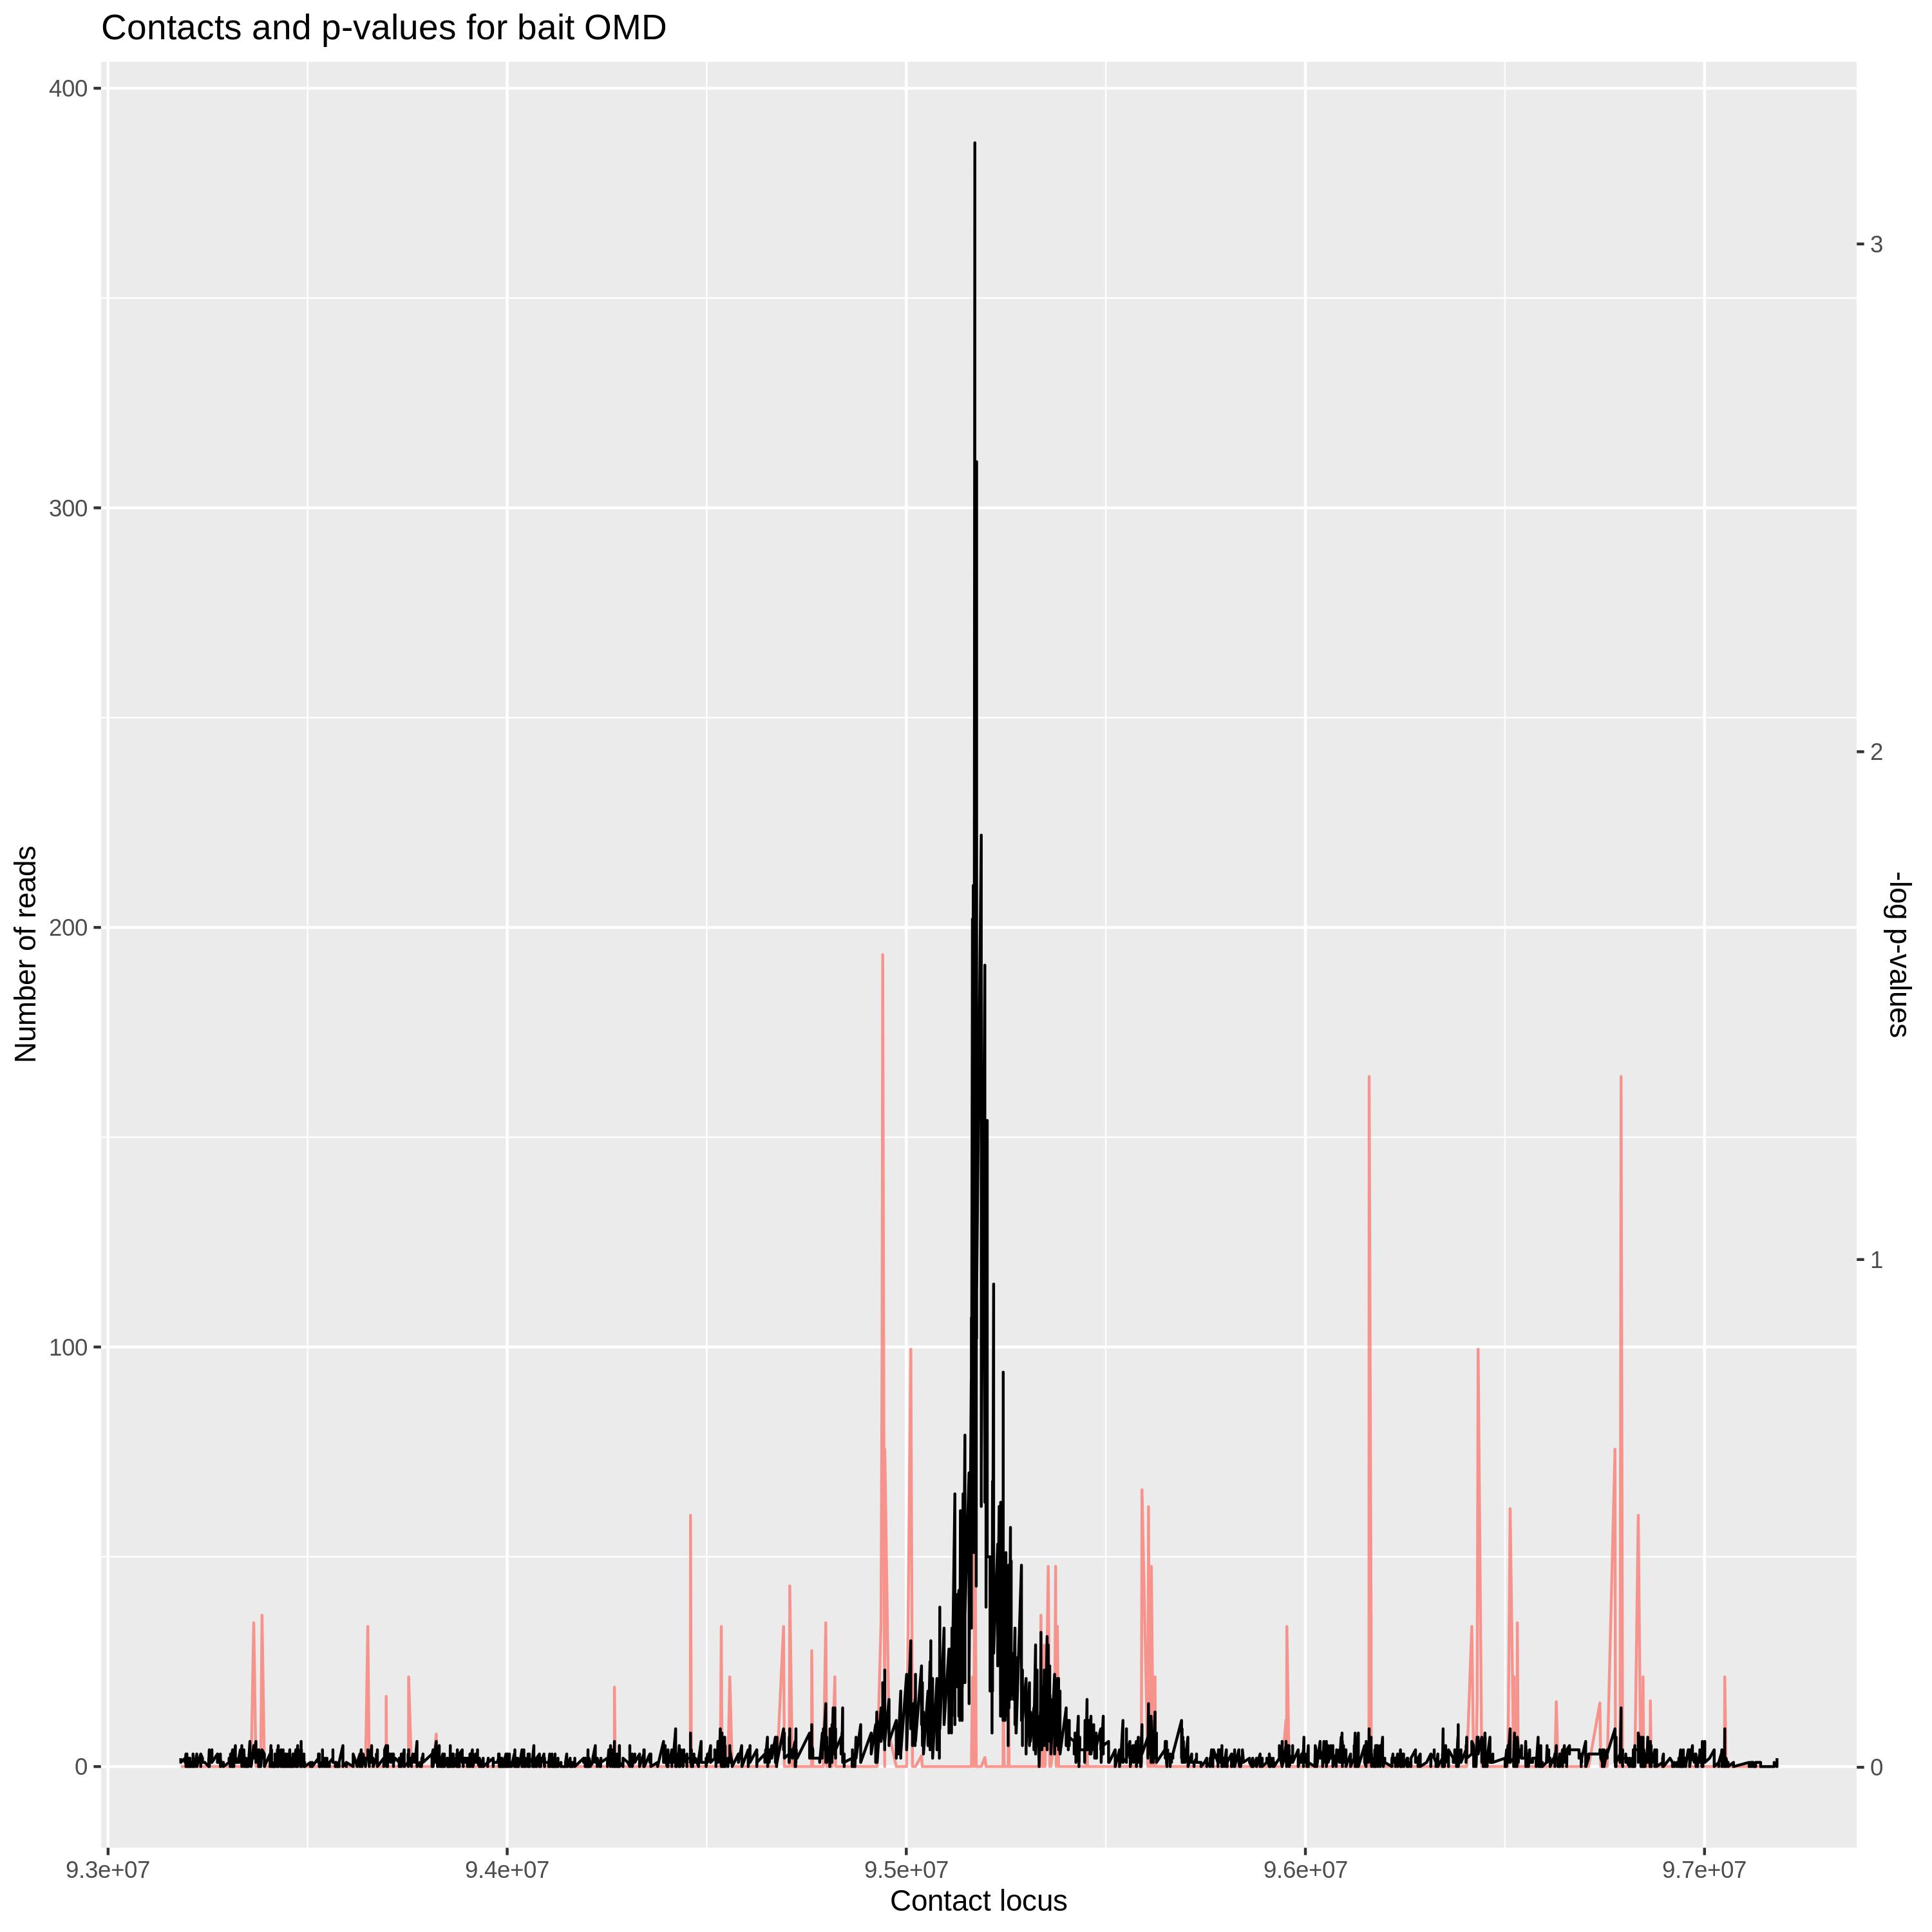 Contacts and p-values for bait OMD
400
300
200
100
0
Number of reads
3
2
1
0
-log p-values
9.3e+07 9.4e+07 9.5e+07 9.6e+07 9.7e+07
Contact locus